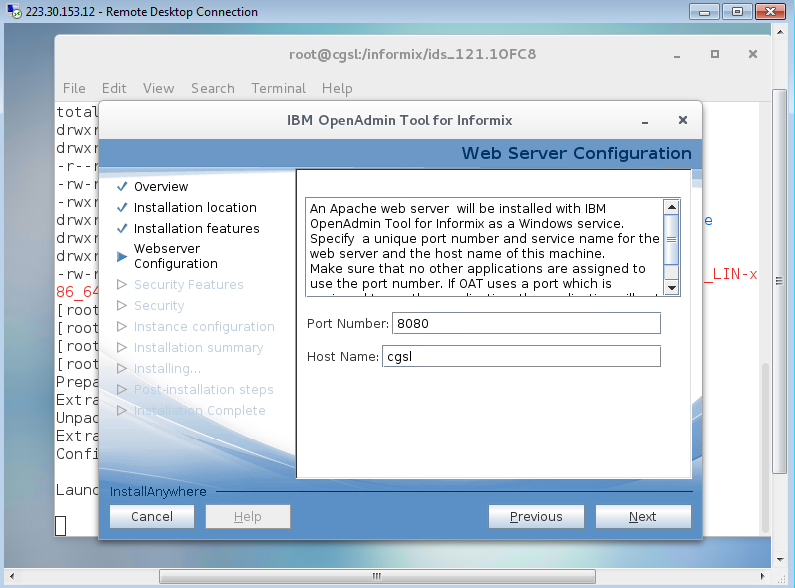 223.30.153.12 - Remote Desktop Connection
root@cgsl:/informix/ids_121.10FC8
File Edit View Search Terminal Help
total
IBM OpenAdmin Tool for Informix
Web Server Configuration
Overview
Installation location
Installation features
Webserver
Configuration
Security Features
Security
Instance configuration
Installation summary
Installing...
Post-installation steps
Installation Complete
An Apache web server will be installed with IBM
OpenAdmin Tool for Informix as a Windows service.
Specify a unique port number and service name for the
web server and the host name of this machine.
Make sure that no other applications are assigned to
use the port number. If OAT uses a port which is
Port Number: 8080
Host Name: cgsl
drwxr
drwxr
-r--r
-rw-r
-rwxr
drwxr
e
drwxr
drwxr
-rw-r
_LIN-x
86_64
[root
[root
[root
[root
Prepa
Extra
Unpac
Extra
Confi
Launc
InstallAnywhere
Cancel
Help
Previous
Next